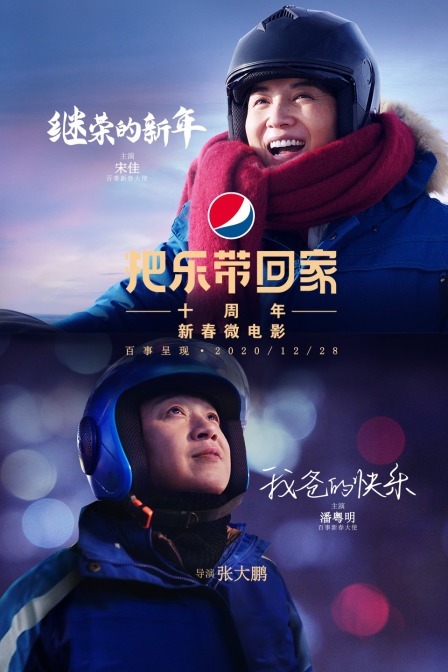 继荣的新年
主演
宋佳
百事新春大使
把乐带回家
十周年
新春微电影
百事呈现·2020/12/28
我爸的快乐
主演
潘粤明
百事新春大使
导演 张大鹏